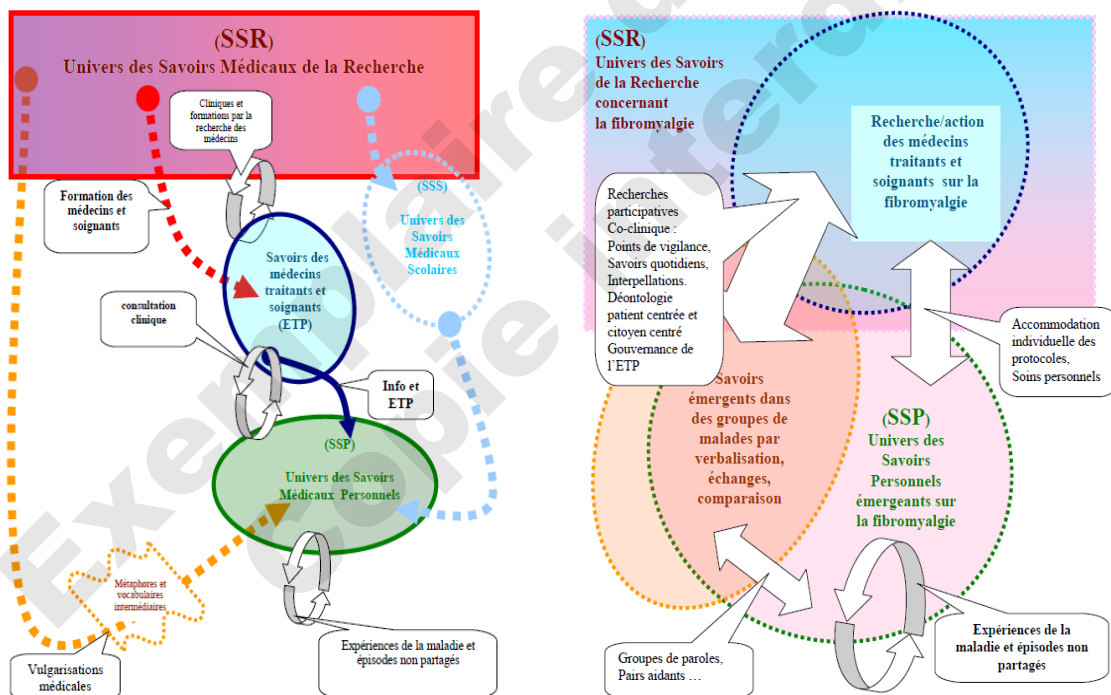 (SSR)
Univers des Savoirs Médicaux de la Recherche
Cliniques et
formations par la
recherche des
médecins
Formation des
médecins et
soignants
(SSS)
Univers des
Savoirs
Médicaux
Scolaires
Savoirs des
médecins
traitants et
soignants
(ETP)
consultation
clinique
Info et
ETP
(SSP)
Univers des Savoirs
Médicaux Personnels
Métaphores et
vocabulaires
intermédiaires
Vulgarisations
médicales
Expériences de la maladie et
épisodes non partagés
(SSR)
Univers des Savoirs
de la Recherche
concernant
la fibromyalgie
Recherche/action
des médecins
traitants et
soignants sur la
fibromyalgie
Recherches
participatives
Co-clinique :
Points de vigilance,
Savoirs quotidiens,
Interpellations.
Déontologie
patient centrée et
citoyen centré
Gouvernance de
l'ETP
Accommodation
individuelle des
protocoles,
Soins personnels
Savoirs
émergents dans
des groupes de
malades par
verbalisation,
échanges,
comparaison
(SSP)
Univers des
Savoirs
Personnels
émergeants sur
la fibromyalgie
Groupes de paroles,
Pairs aidants …
Expériences de la
maladie et épisodes non
partagés
Exemplaire
Copie inter